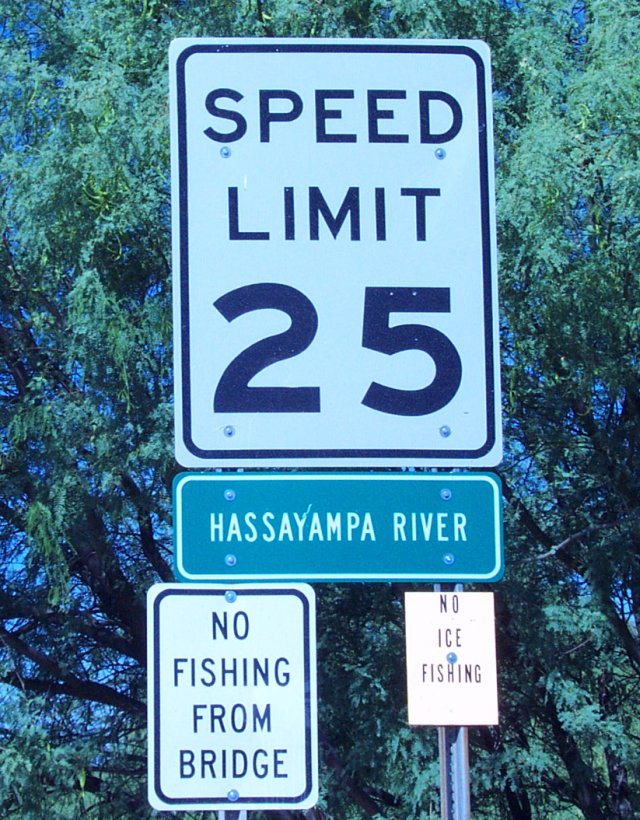 SPEED
LIMIT
25
HASSAYAMPA RIVER
NO
FISHING
FROM
BRIDGE
NO
ICE
FISHING